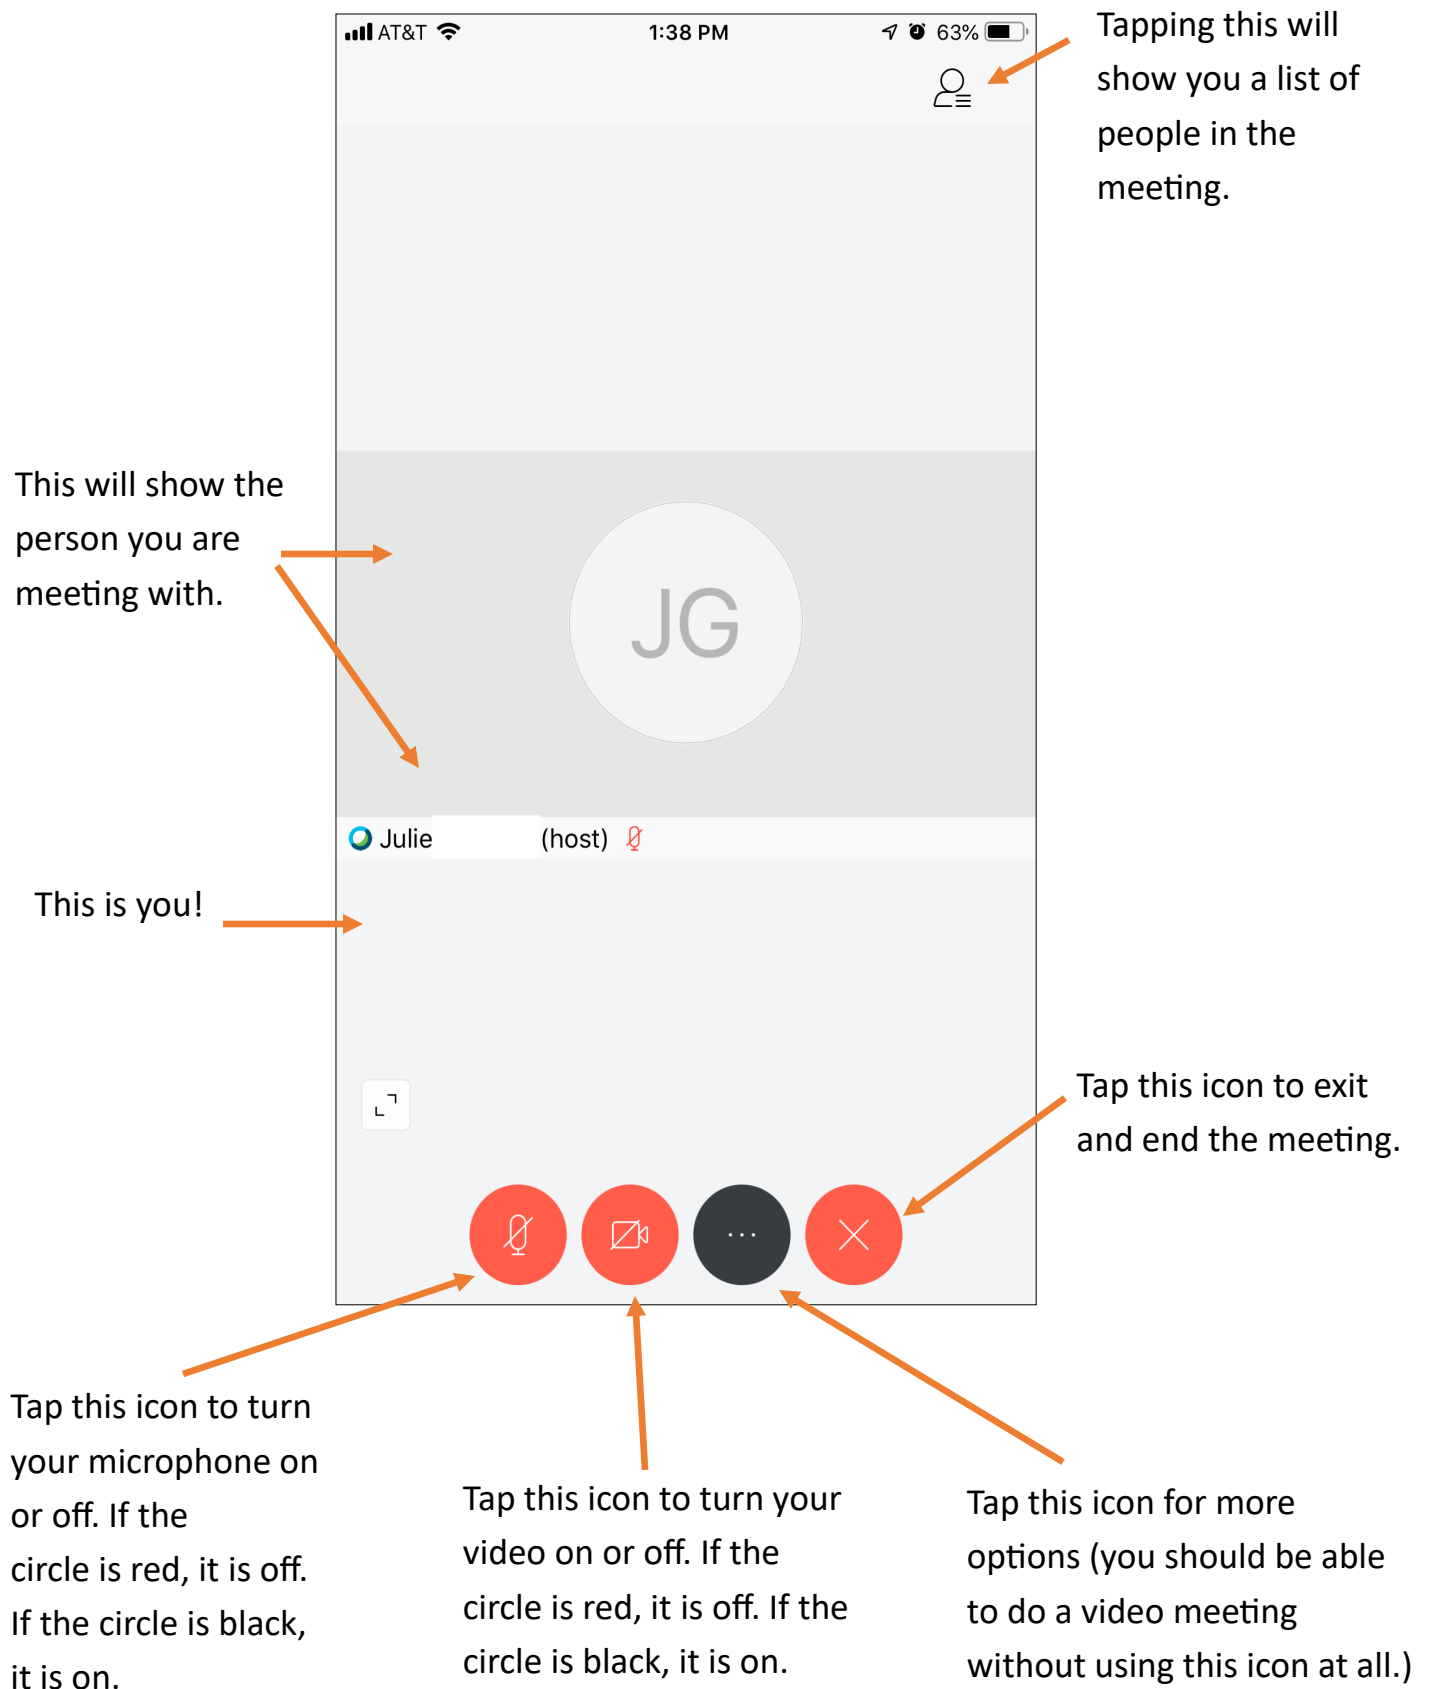 AT&T
1:38 PM
63%
Tapping this will
show you a list of
people in the
meeting.
This will show the
person you are
meeting with.
JG
Julie
(host)
This is you!
Tap this icon to exit
and end the meeting.
Tap this icon to turn
your microphone on
or off. If the
circle is red, it is off.
If the circle is black,
it is on.
Tap this icon to turn your
video on or off. If the
circle is red, it is off. If the
circle is black, it is on.
Tap this icon for more
options (you should be able
to do a video meeting
without using this icon at all.)